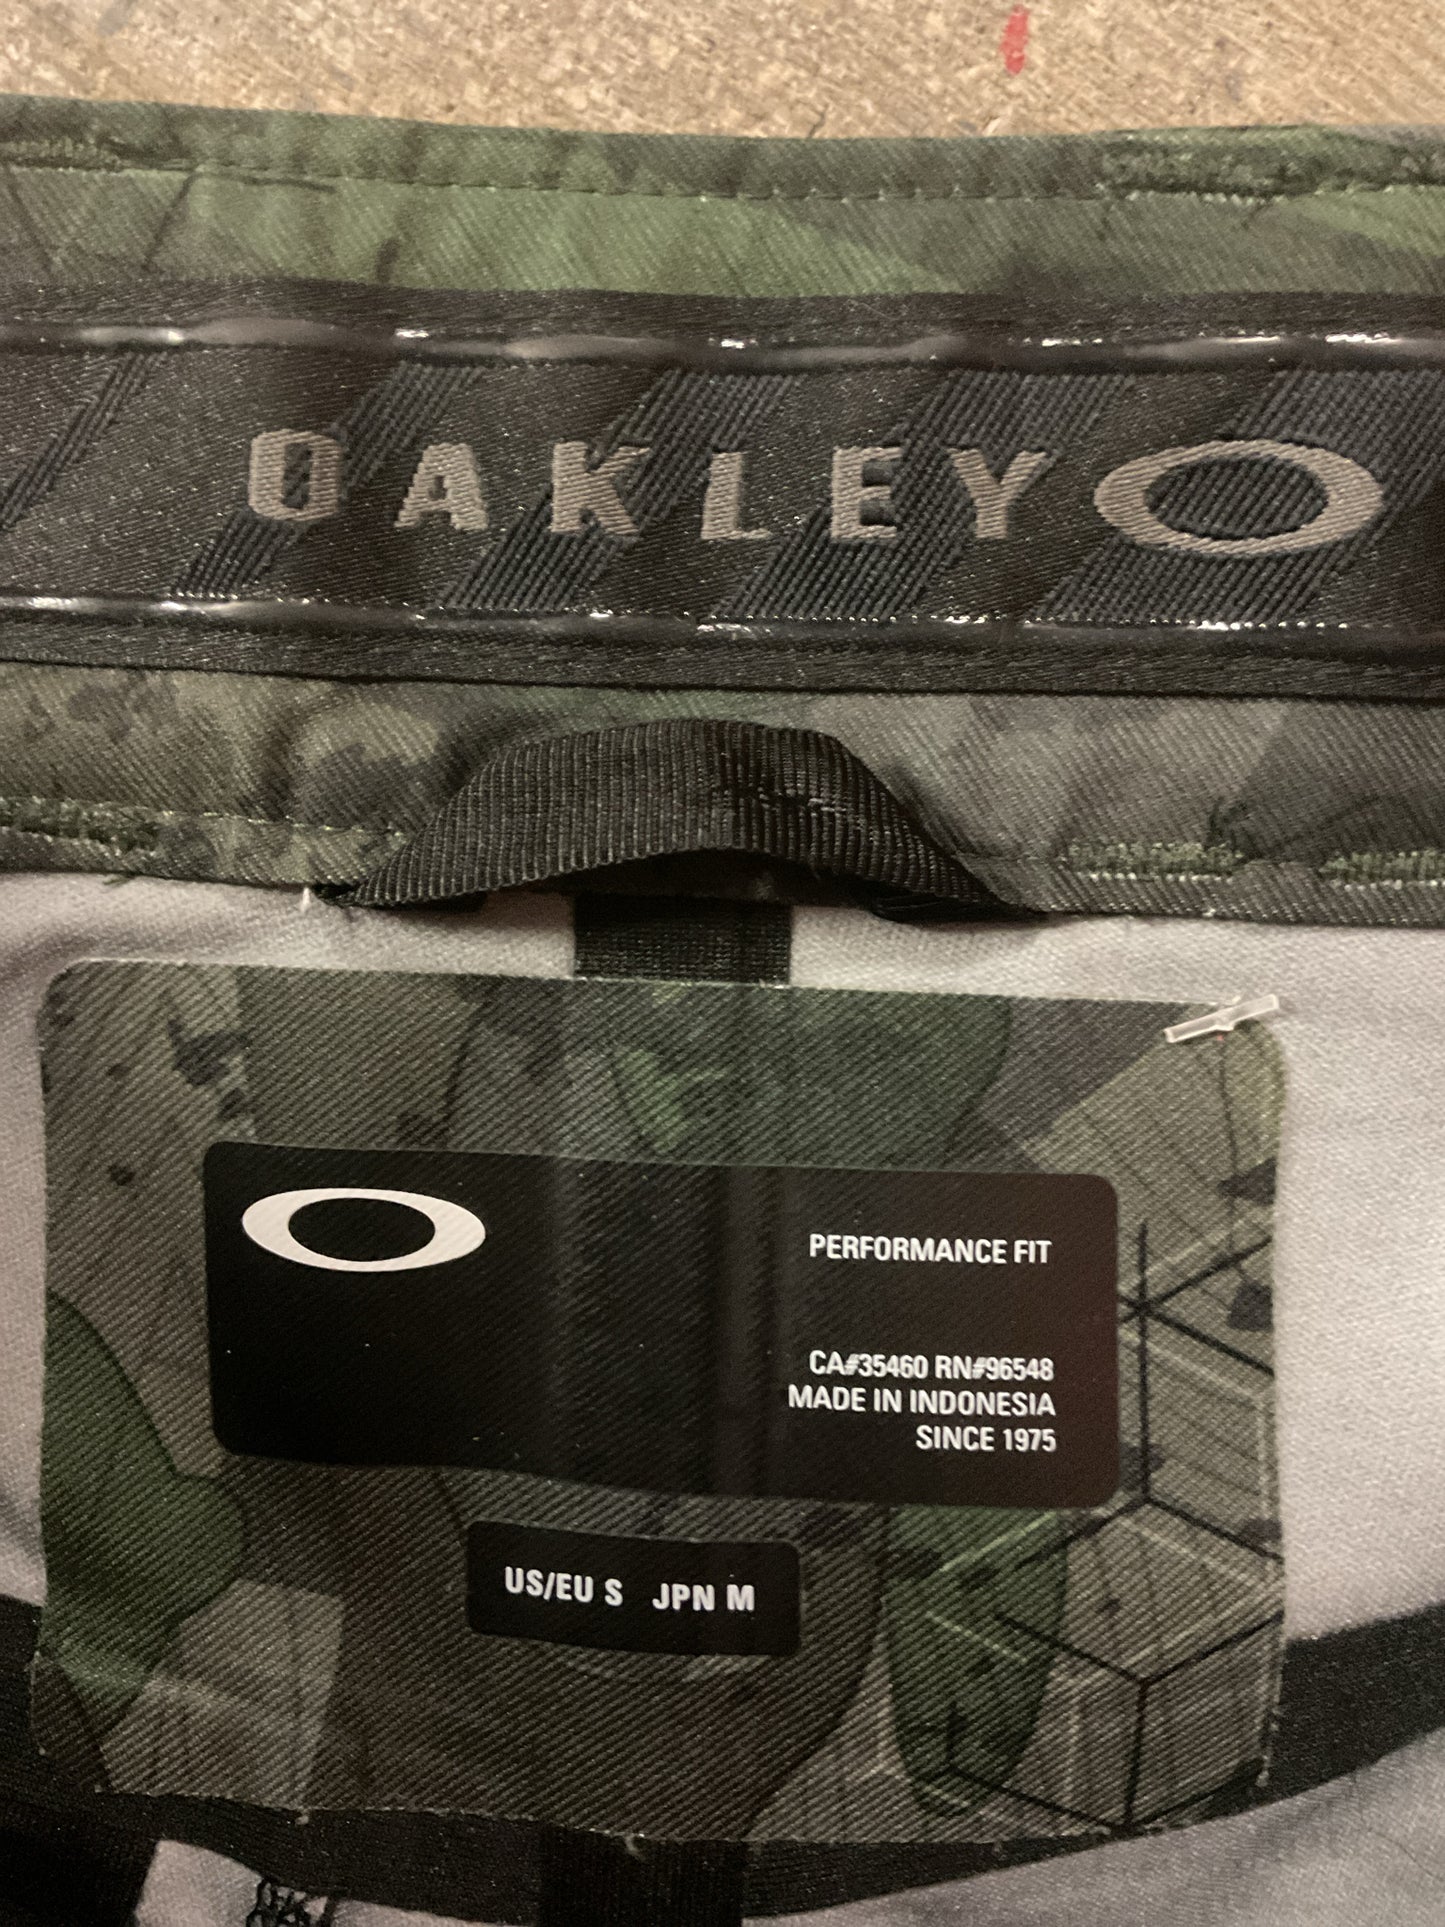 OAKLEY
PERFORMANCE FIT
CA#35460 RN#96548
MADE IN INDONESIA
SINCE 1975
US/EU S JPN M